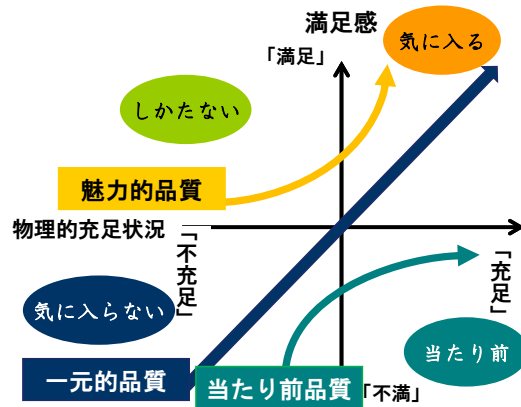 満足感
「満足」
気に入る
しかたない
魅力的品質
物理的充足状況
「不充足」
「充足」
気に入らない
当たり前
一元的品質
当たり前品質
「不満」